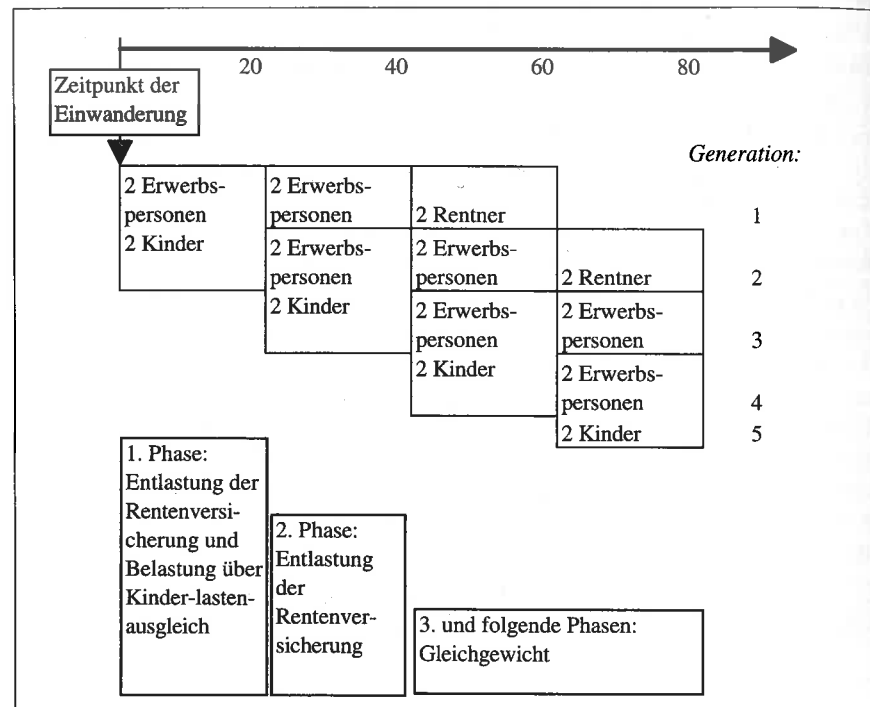 20 40 60 80
Zeitpunkt der
Einwanderung
Generation:
2 Erwerbs-
personen
2 Kinder
2 Erwerbs-
personen
2 Rentner
1
2 Erwerbs-
personen
2 Kinder
2 Erwerbs-
personen
2 Rentner
2
2 Erwerbs-
personen
2 Kinder
2 Erwerbs-
personen
3
2 Erwerbs-
personen
4
2 Kinder
5
1. Phase:
Entlastung der
Rentenversi-
cherung und
Belastung über
Kinder-lasten-
ausgleich
2. Phase:
Entlastung
der
Rentenver-
sicherung
3. und folgende Phasen:
Gleichgewicht